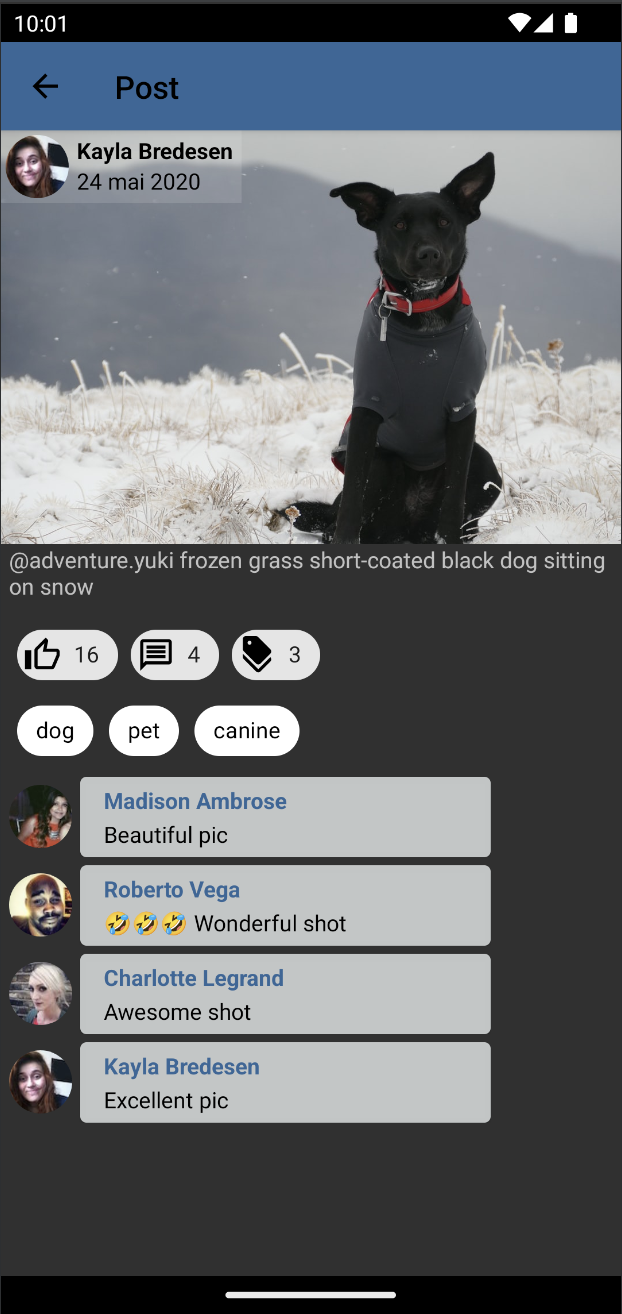 10:01
Post
Kayla Bredesen
24 mai 2020
@adventure.yuki frozen grass short-coated black dog sitting
on snow
16 4 3
dog pet canine
Madison Ambrose
Beautiful pic
Roberto Vega
🤣🤣🤣 Wonderful shot
Charlotte Legrand
Awesome shot
Kayla Bredesen
Excellent pic